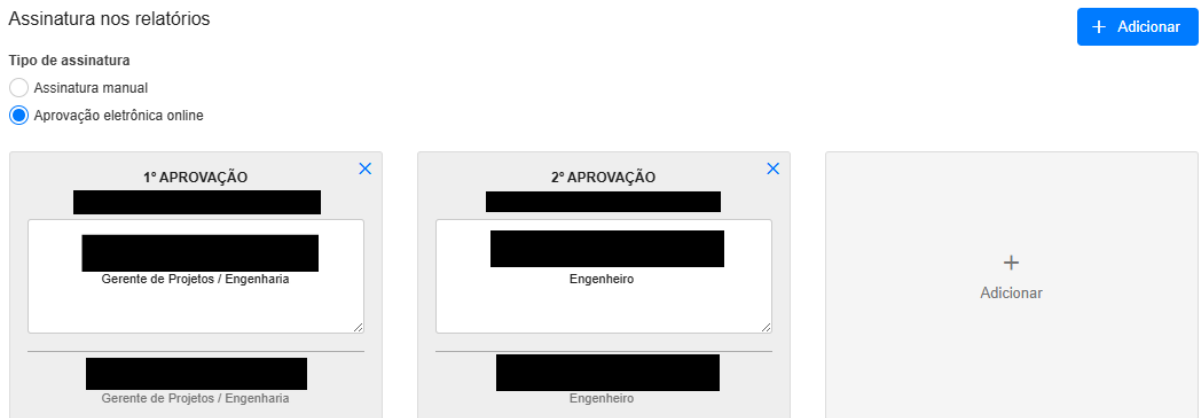 Assinatura nos relatórios
+ Adicionar
Tipo de assinatura
Assinatura manual
Aprovação eletrônica online
1º APROVAÇÃO
Gerente de Projetos / Engenharia
Gerente de Projetos / Engenharia
2º APROVAÇÃO
Engenheiro
Engenheiro
+
Adicionar